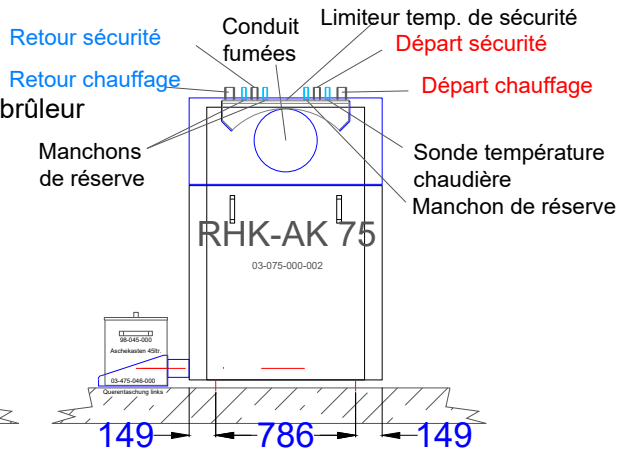 Retour sécurité
Conduit
fumées
Limiteur temp. de sécurité
Départ sécurité
Retour chauffage
Départ chauffage
brûleur
Manchons
de réserve
Sonde température
chaudière
Manchon de réserve
RHK-AK 75
03-075-000-002
98-045-000
Aschekasten 45ltr.
03-475-046-000
Querentaschung links
149
786
149